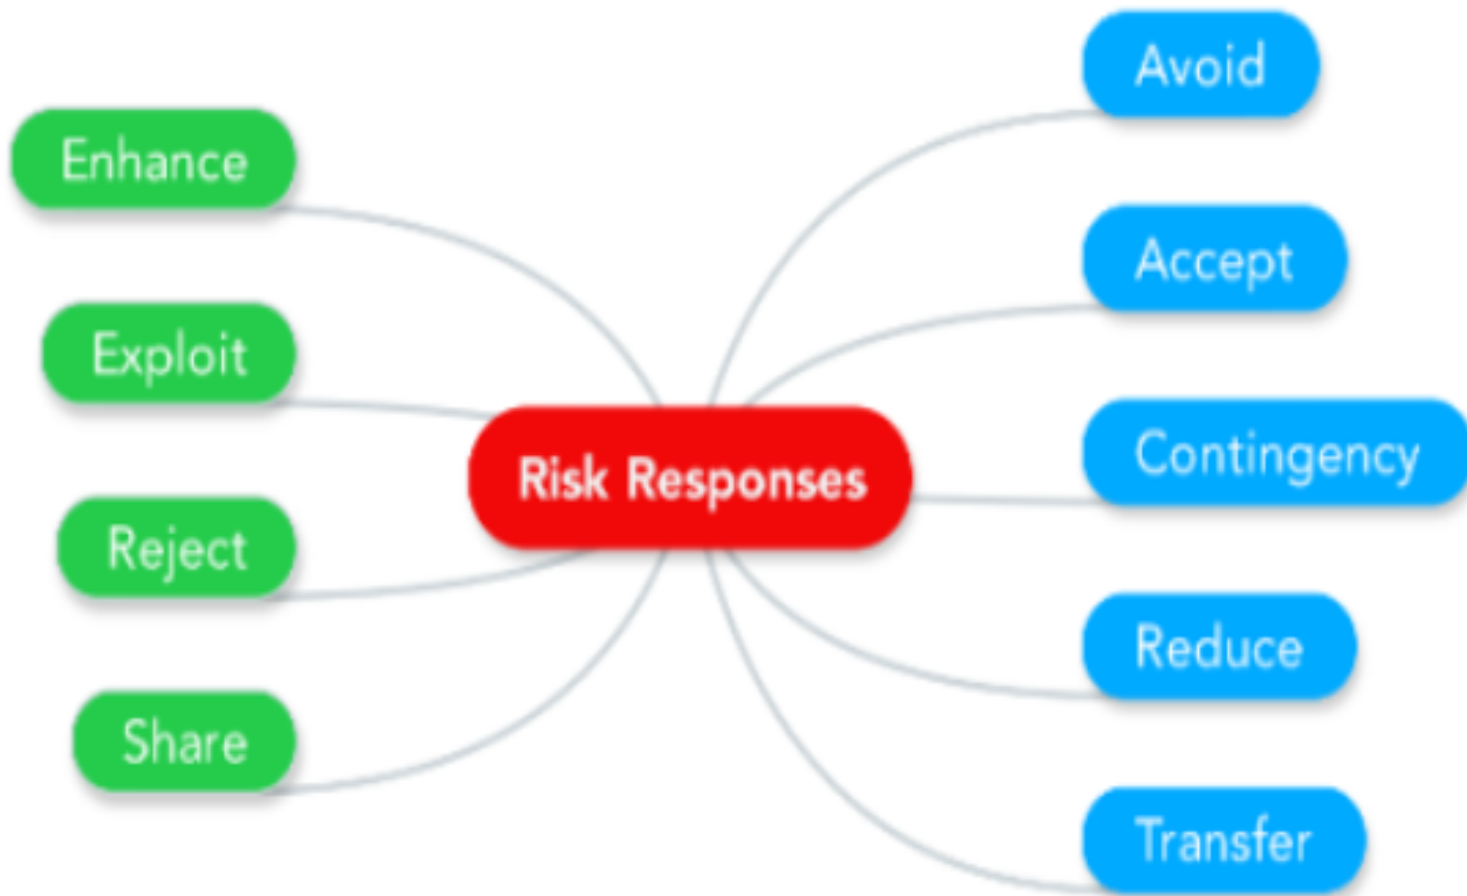 Enhance
Exploit
Reject
Share
Risk Responses
Avoid
Accept
Contingency
Reduce
Transfer